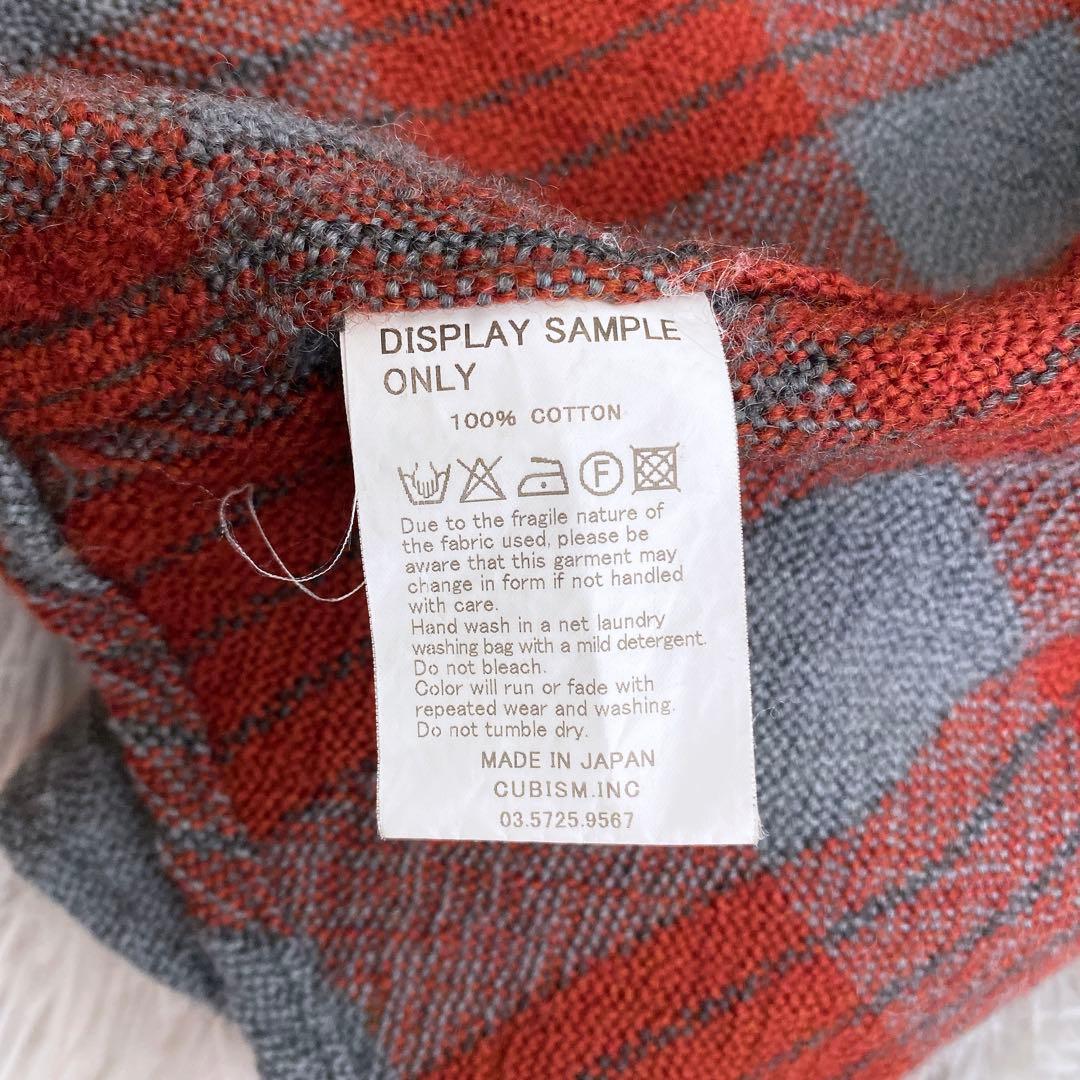 DISPLAY SAMPLE
ONLY
100% COTTON
F
Due to the fragile nature of
the fabric used, please be
aware that this garment may
change in form if not handled
with care.
Hand wash in a net laundry
washing bag with a mild detergent.
Do not bleach.
Color will run or fade with
repeated wear and washing.
Do not tumble dry.
MADE IN JAPAN
CUBISM.INC
03.5725.9567